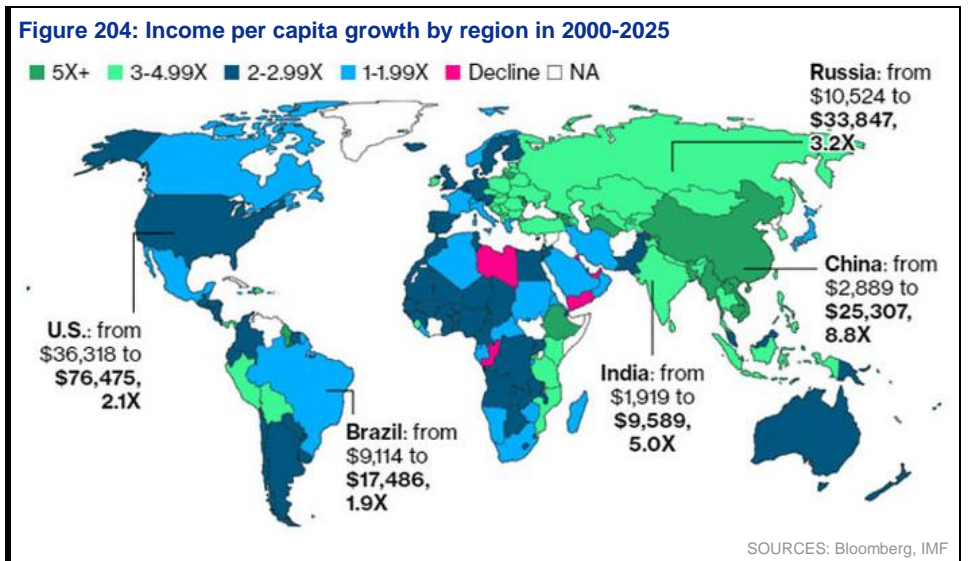 Figure 204: Income per capita growth by region in 2000-2025
5X+ 3-4.99X 2-2.99X 1-1.99X Decline NA
Russia: from
$10,524 to
$33,847,
3.2X
China: from
$2,889 to
$25,307,
8.8X
U.S.: from
$36,318 to
$76,475,
2.1X
India: from
$1,919 to
$9,589,
5.0X
Brazil: from
$9,114 to
$17,486,
1.9X
SOURCES: Bloomberg, IMF